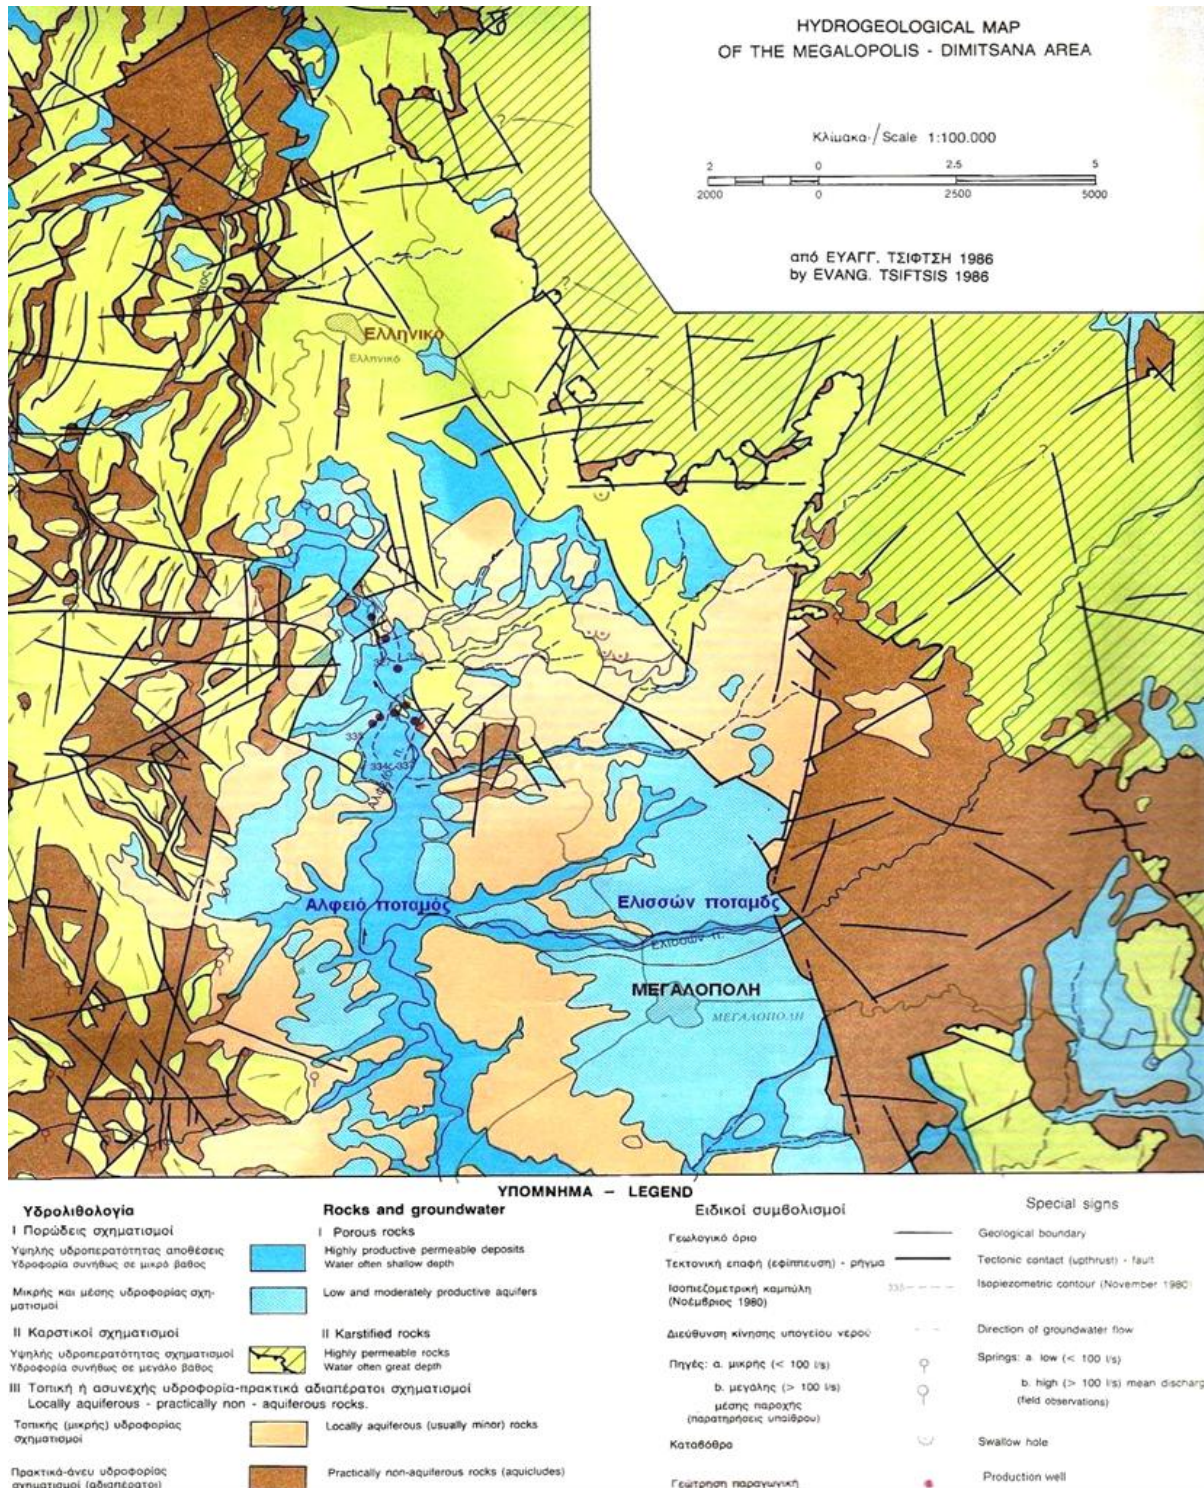 HYDROGEOLOGICAL MAP
OF THE MEGALOPOLIS - DIMITSANA AREA
Κλίμακα-/Scale 1:100.000
2 0 2.5 5
2000 0 2500 5000
από ΕΥΑΓΓ. ΤΣΙΦΤΣΗ 1986
by EVANG. TSIFTSIS 1986
?
?
?
?
Ελληνικό
Ελληνικό
335
334
Αλφειό ποταμός
Ελισσών ποταμός
Ελισσών π.
ΜΕΓΑΛΟΠΟΛΗ
ΜΕΓΑΛΟΠΟΛΗ
ΥΠΟΜΝΗΜΑ – LEGEND
Υδρολιθολογία
Rocks and groundwater
Ι Πορώδεις σχηματισμοί
I Porous rocks
Υψηλής υδροπερατότητας αποθέσεις
Υδροφορία συνήθως σε μικρό βάθος
Highly productive permeable deposits
Water often shallow depth
Μικρής και μέσης υδροφορίας σχη-
ματισμοί
Low and moderately productive aquifers
ΙΙ Καρστικοί σχηματισμοί
II Karstified rocks
Υψηλής υδροπερατότητας σχηματισμοί
Υδροφορία συνήθως σε μεγάλο βάθος
Highly permeable rocks
Water often great depth
ΙΙΙ Τοπική ή ασυνεχής υδροφορία-πρακτικά αδιαπέρατοι σχηματισμοί
Locally aquiferous - practically non - aquiferous rocks.
Τοπικής (μικρής) υδροφορίας
σχηματισμοί
Locally aquiferous (usually minor) rocks
Πρακτικά-άνευ υδροφορίας
σχηματισμοί (αδιαπέρατοι)
Practically non-aquiferous rocks (aquicludes)
Ειδικοί συμβολισμοί
Special signs
Γεωλογικό όριο
Geological boundary
Τεκτονική επαφή (εφίππευση) - ρήγμα
Tectonic contact (upthrust) - fault
Ισοπιεζομετρική καμπύλη
(Νοέμβριος 1980)
335
Isopiezometric contour (November 1980)
Διεύθυνση κίνησης υπογείου νερού
Direction of groundwater flow
Πηγές: α. μικρής (< 100 l/s)
Springs: a. low (< 100 l/s)
b. μεγάλης (> 100 l/s)
μέσης παροχής
(παρατηρήσεις υπαίθρου)
b. high (> 100 l/s) mean discharg
(field observations)
Καταβόθρα
Swallow hole
Γεώτρηση παραγωγική
Production well